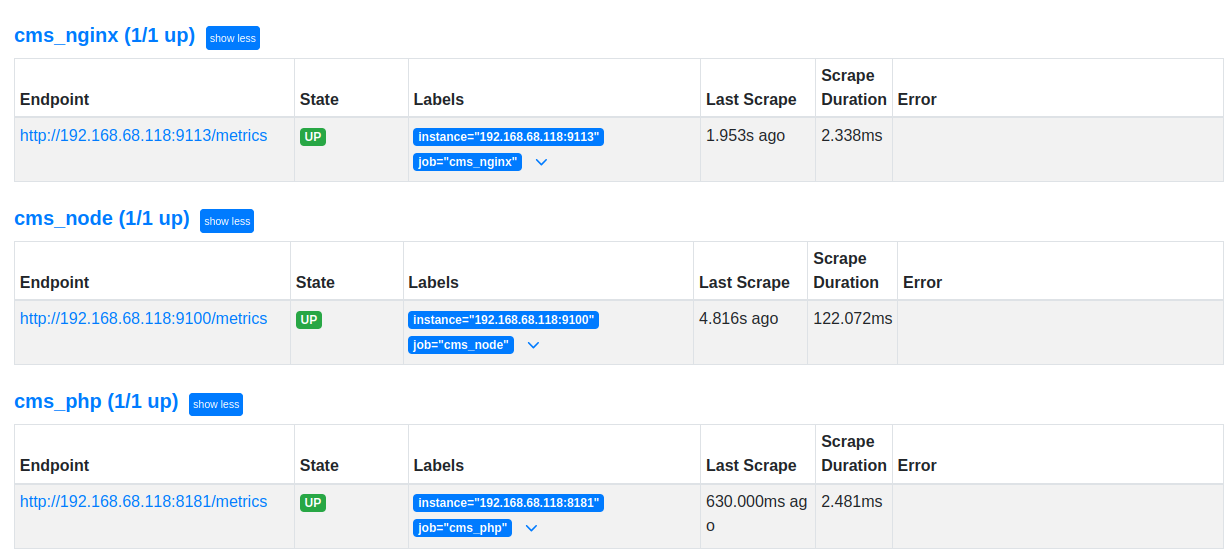 cms_nginx (1/1 up) show less
Endpoint State Labels Last Scrape Scrape Duration Error
http://192.168.68.118:9113/metrics UP instance="192.168.68.118:9113" 1.953s ago 2.338ms
job="cms_nginx"
cms_node (1/1 up) show less
Endpoint State Labels Last Scrape Scrape Duration Error
http://192.168.68.118:9100/metrics UP instance="192.168.68.118:9100" 4.816s ago 122.072ms
job="cms_node"
cms_php (1/1 up) show less
Endpoint State Labels Last Scrape Scrape Duration Error
http://192.168.68.118:8181/metrics UP instance="192.168.68.118:8181" 630.000ms ag 2.481ms
job="cms_php" o